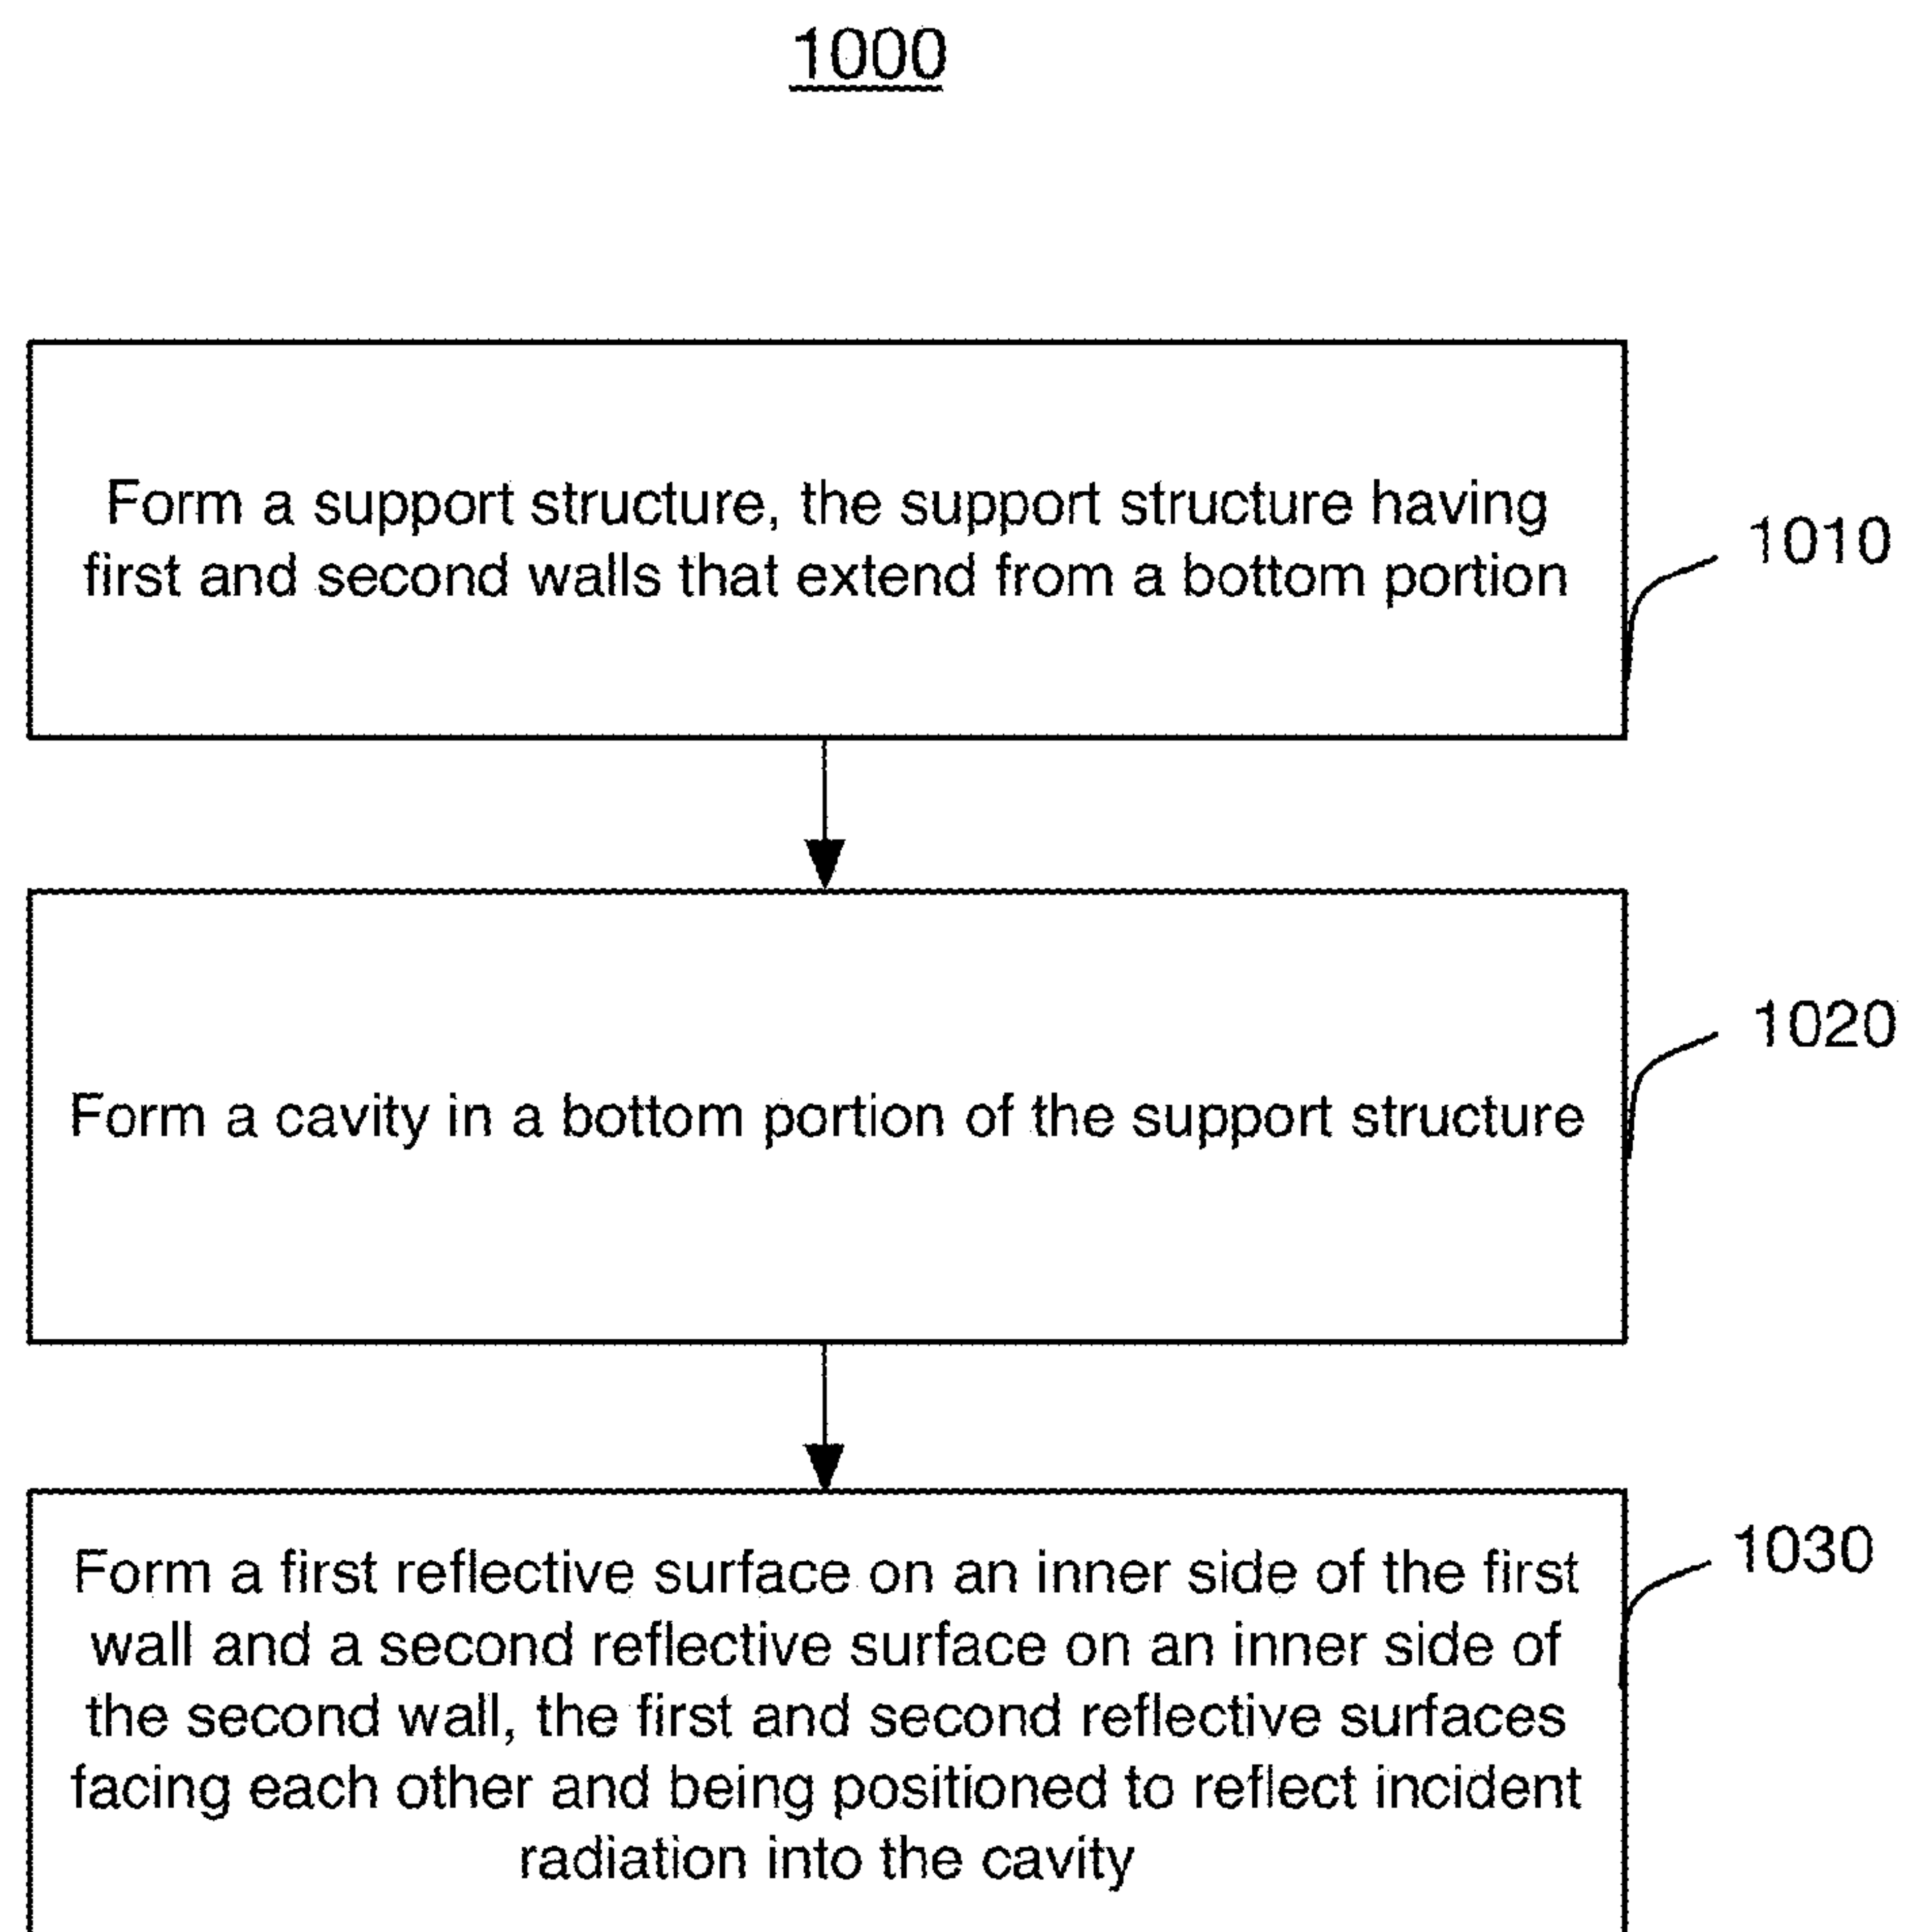 1000
Form a support structure, the support structure having
first and second walls that extend from a bottom portion
1010
Form a cavity in a bottom portion of the support structure
1020
Form a first reflective surface on an inner side of the first
wall and a second reflective surface on an inner side of
the second wall, the first and second reflective surfaces
facing each other and being positioned to reflect incident
radiation into the cavity
1030